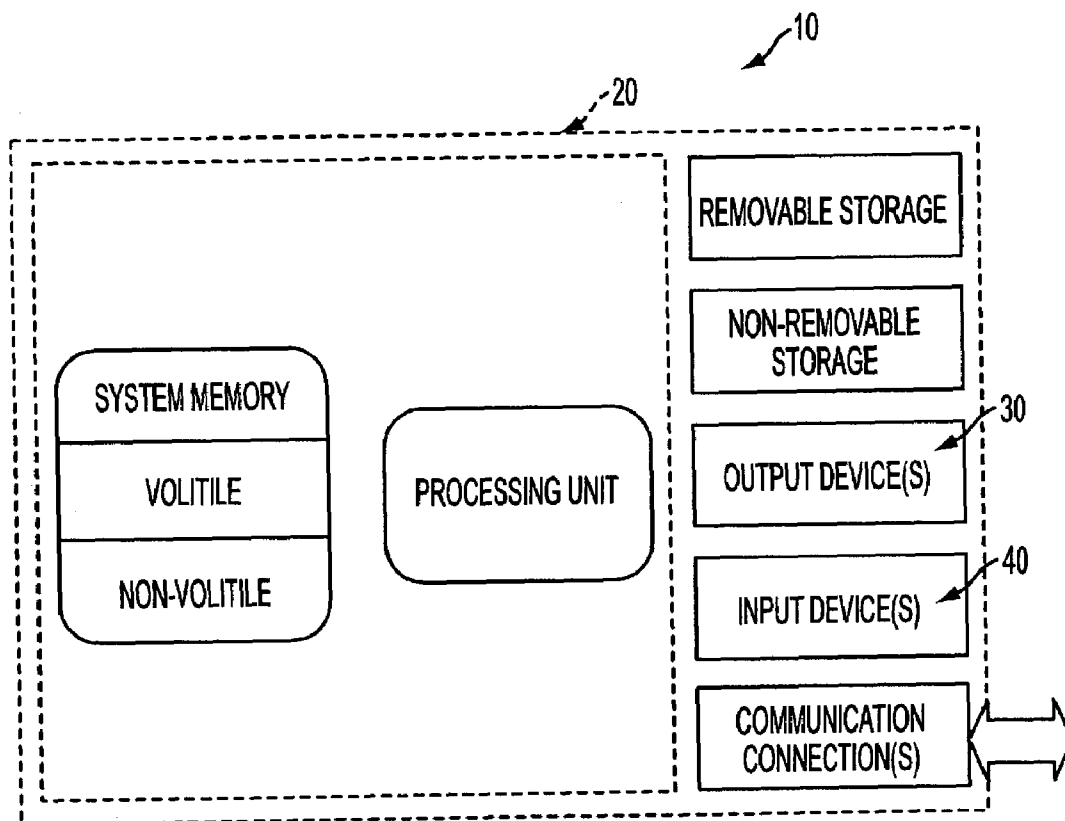 10
20
REMOVABLE STORAGE
NON-REMOVABLE
STORAGE
30
OUTPUT DEVICE(S)
40
INPUT DEVICE(S)
COMMUNICATION
CONNECTION(S)
SYSTEM MEMORY
VOLITILE
NON-VOLITILE
PROCESSING UNIT